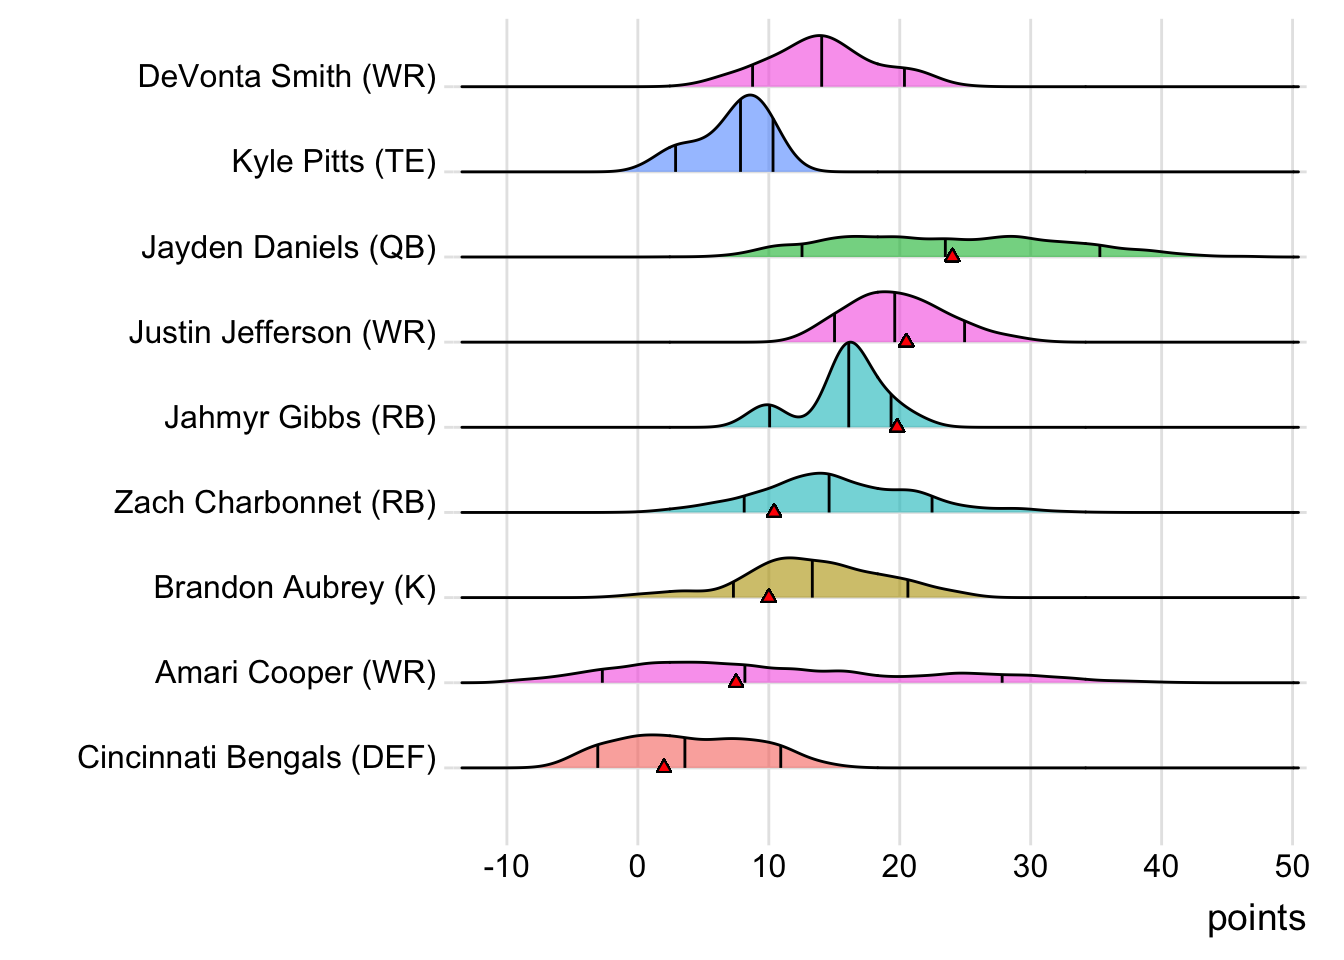 DeVonta Smith (WR)
Kyle Pitts (TE)
Jayden Daniels (QB)
Justin Jefferson (WR)
Jahmyr Gibbs (RB)
Zach Charbonnet (RB)
Brandon Aubrey (K)
Amari Cooper (WR)
Cincinnati Bengals (DEF)
-10 0 10 20 30 40 50
points